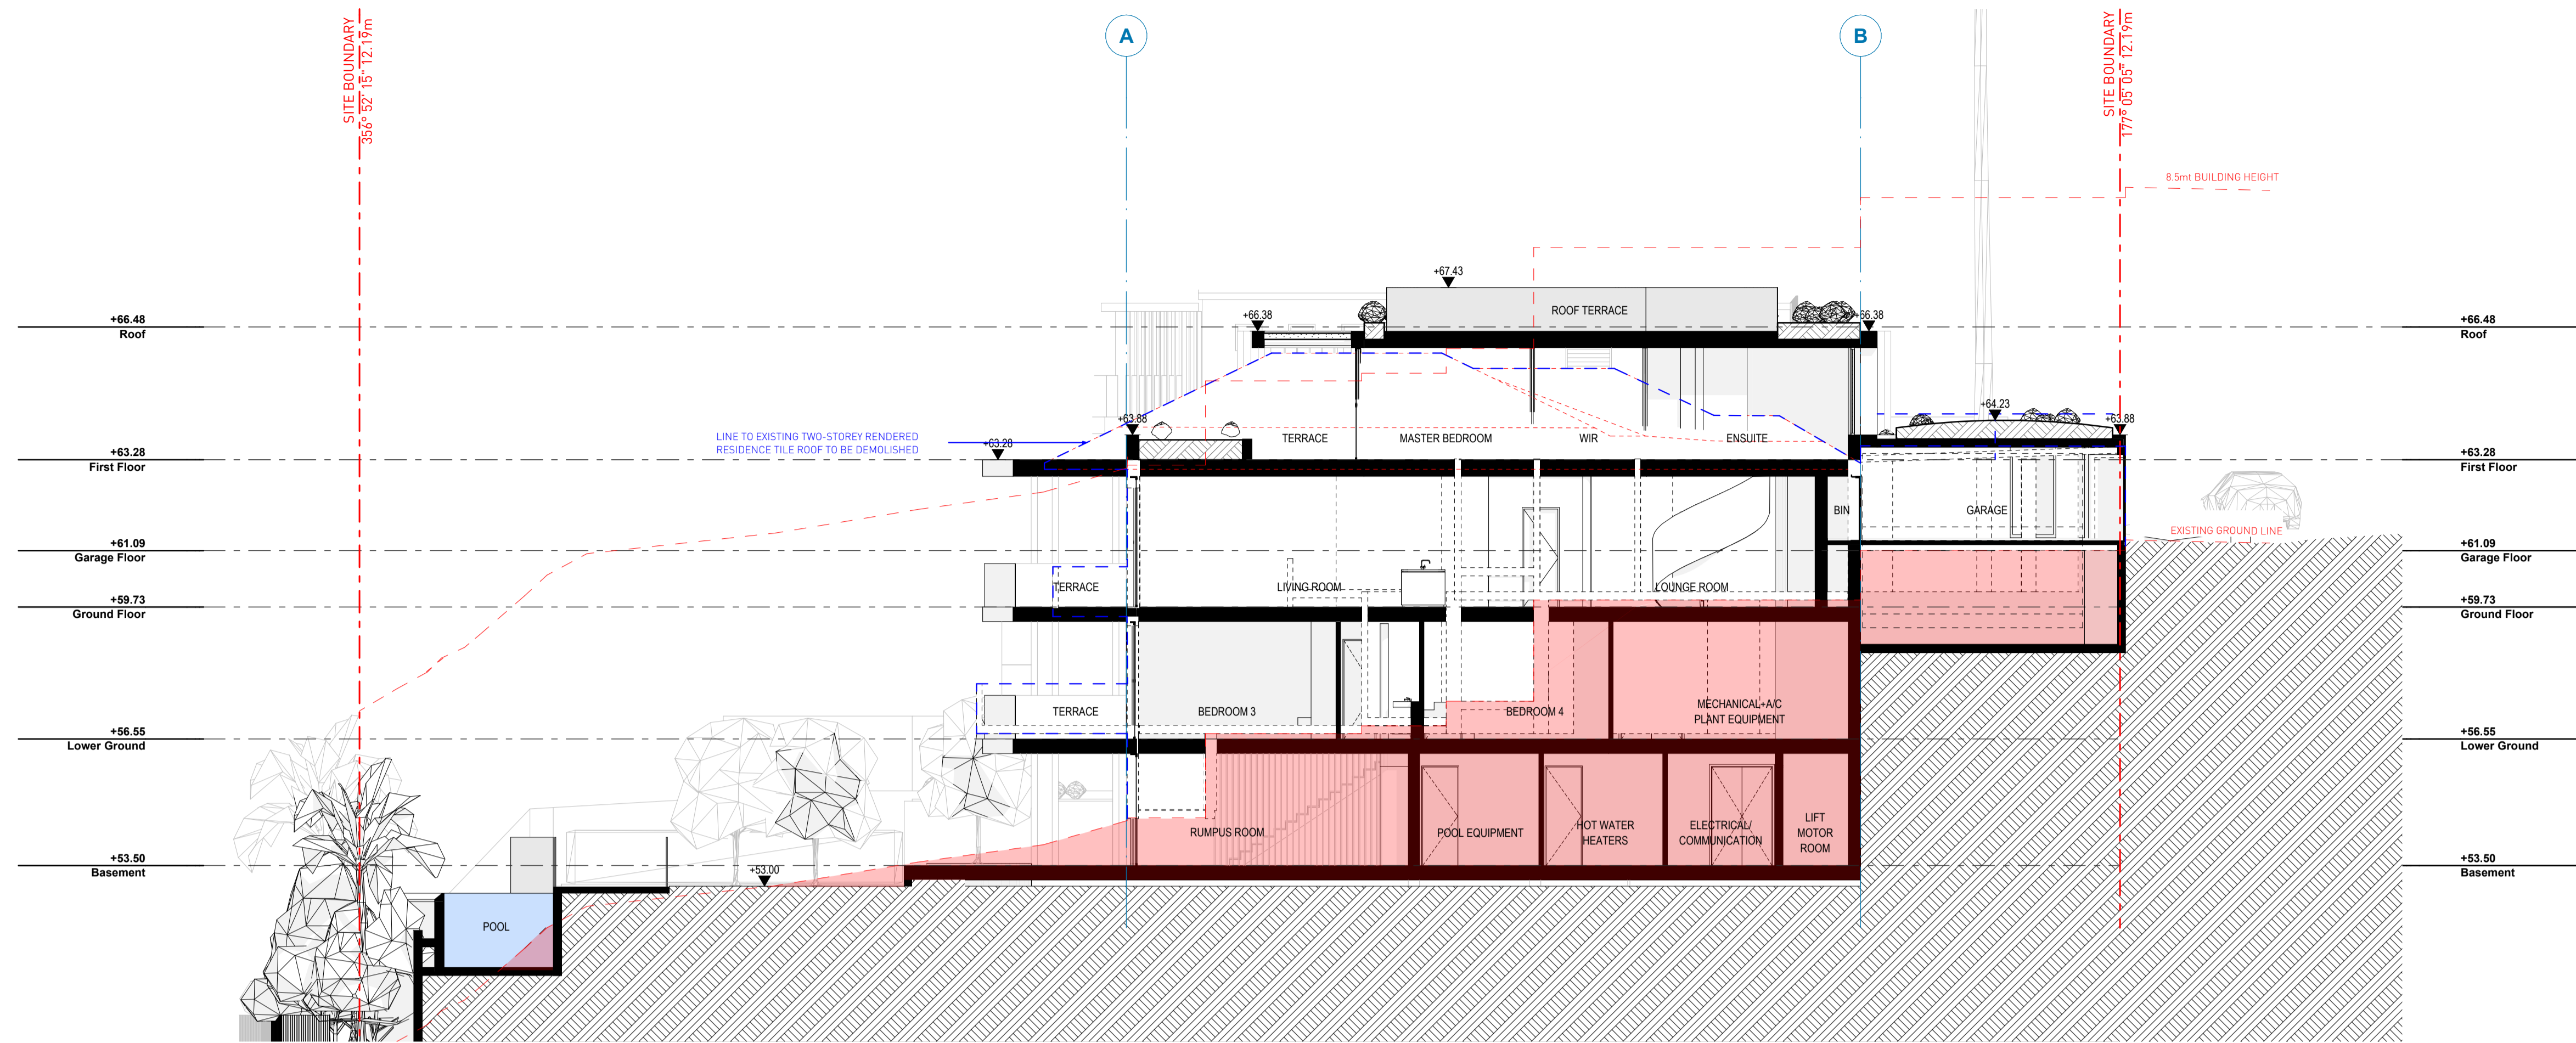 SITE BOUNDARY
356° 52' 15" 12.19m
A
B
SITE BOUNDARY
177° 05' 05" 12.19m
8.5mt BUILDING HEIGHT
+67.43
ROOF TERRACE
+66.48
Roof
+66.38
+66.38
+66.48
Roof
+64.23
+63.88
+63.88
LINE TO EXISTING TWO-STOREY RENDERED
RESIDENCE TILE ROOF TO BE DEMOLISHED
+63.28
TERRACE
MASTER BEDROOM
WIR
ENSUITE
+63.28
First Floor
+63.28
First Floor
BIN
GARAGE
EXISTING GROUND LINE
+61.09
Garage Floor
+61.09
Garage Floor
TERRACE
LIVING ROOM
LOUNGE ROOM
+59.73
Ground Floor
+59.73
Ground Floor
TERRACE
BEDROOM 3
BEDROOM 4
MECHANICAL+A/C
PLANT EQUIPMENT
+56.55
Lower Ground
+56.55
Lower Ground
RUMPUS ROOM
POOL EQUIPMENT
HOT WATER
HEATERS
ELECTRICAL/
COMMUNICATION
LIFT
MOTOR
ROOM
+53.50
Basement
+53.00
+53.50
Basement
POOL